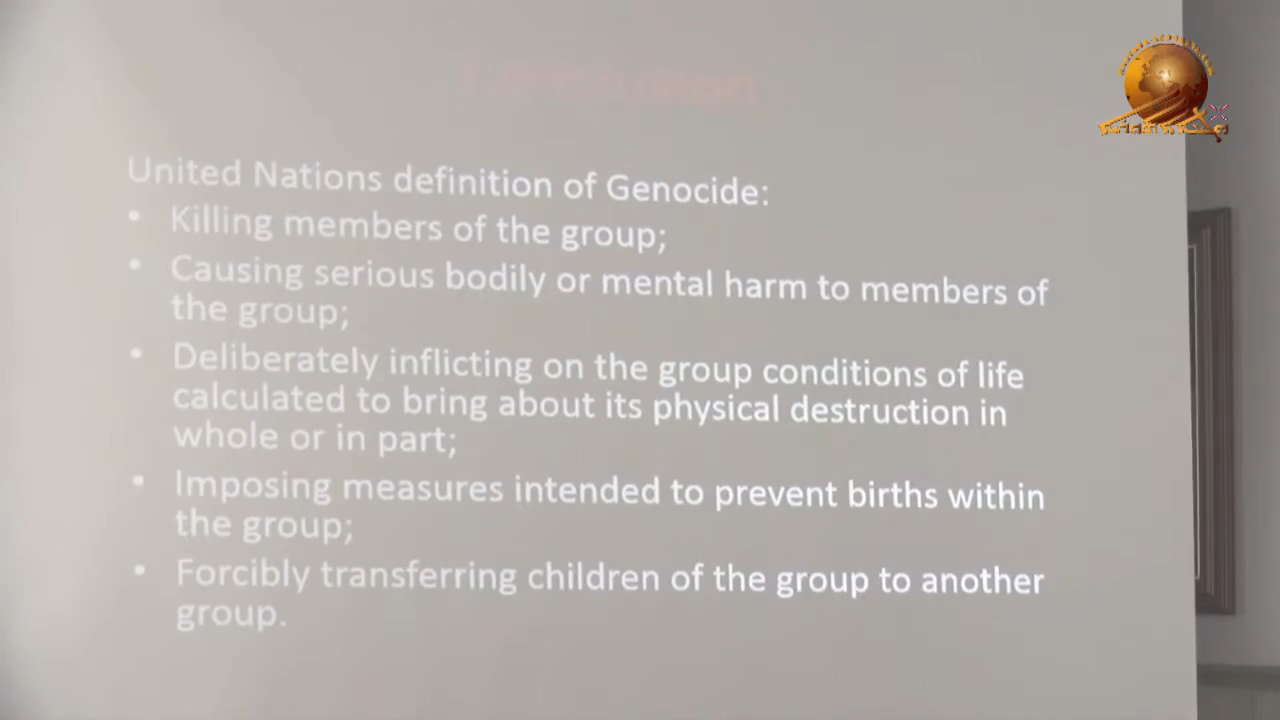 United Nations definition of Genocide:
• Killing members of the group;
• Causing serious bodily or mental harm to members of
the group;
• Deliberately inflicting on the group conditions of life
calculated to bring about its physical destruction in
whole or in part;
• Imposing measures intended to prevent births within
the group;
• Forcibly transferring children of the group to another
group.